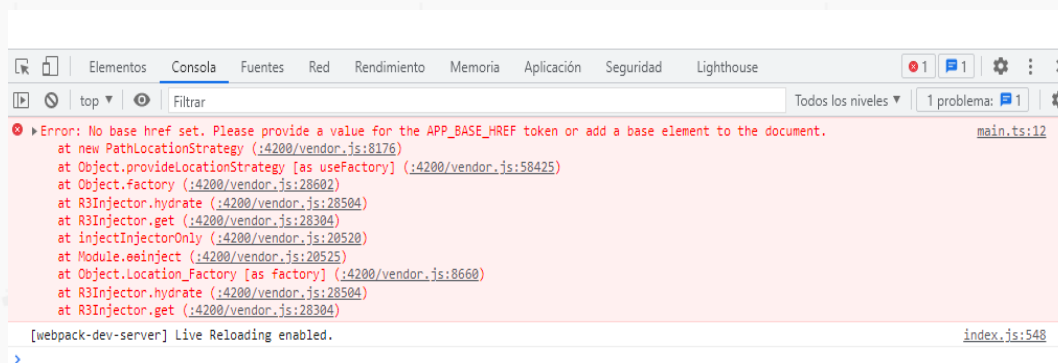 Elementos Consola Fuentes Red Rendimiento Memoria Aplicación Seguridad Lighthouse 1 1
top ▼ Filtrar Todos los niveles ▼ 1 problema: 1
Error: No base href set. Please provide a value for the APP_BASE_HREF token or add a base element to the document. main.ts:12
at new PathLocationStrategy (:4200/vendor.js:8176)
at Object.provideLocationStrategy [as useFactory] (:4200/vendor.js:58425)
at Object.factory (:4200/vendor.js:28602)
at R3Injector.hydrate (:4200/vendor.js:28504)
at R3Injector.get (:4200/vendor.js:28304)
at injectInjectorOnly (:4200/vendor.js:20520)
at Module.ɵɵinject (:4200/vendor.js:20525)
at Object.Location_Factory [as factory] (:4200/vendor.js:8660)
at R3Injector.hydrate (:4200/vendor.js:28504)
at R3Injector.get (:4200/vendor.js:28304)
[webpack-dev-server] Live Reloading enabled. index.js:548